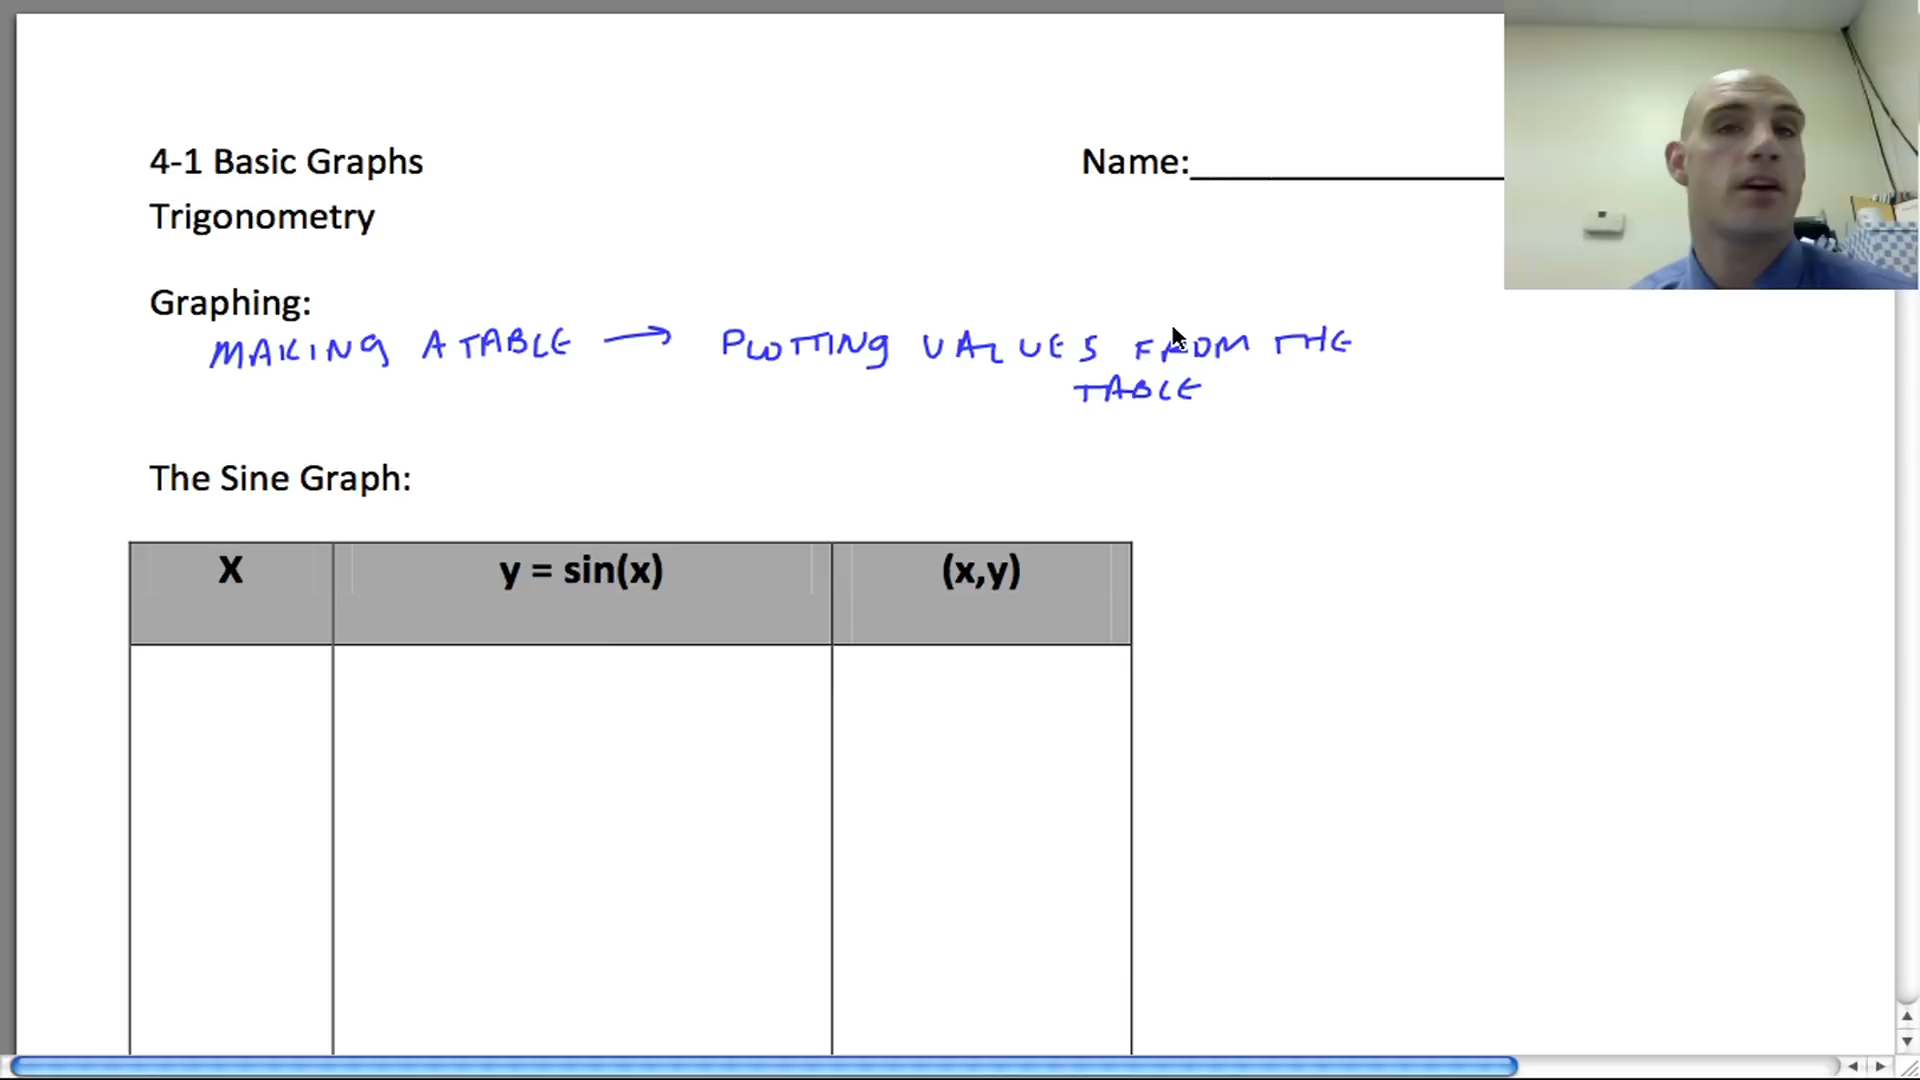 4-1 Basic Graphs
Name:
Trigonometry
Graphing:
MAKING A TABLE → PLOTTING VALUES FROM THE
TABLE
The Sine Graph:
X y = sin(x) (x,y)